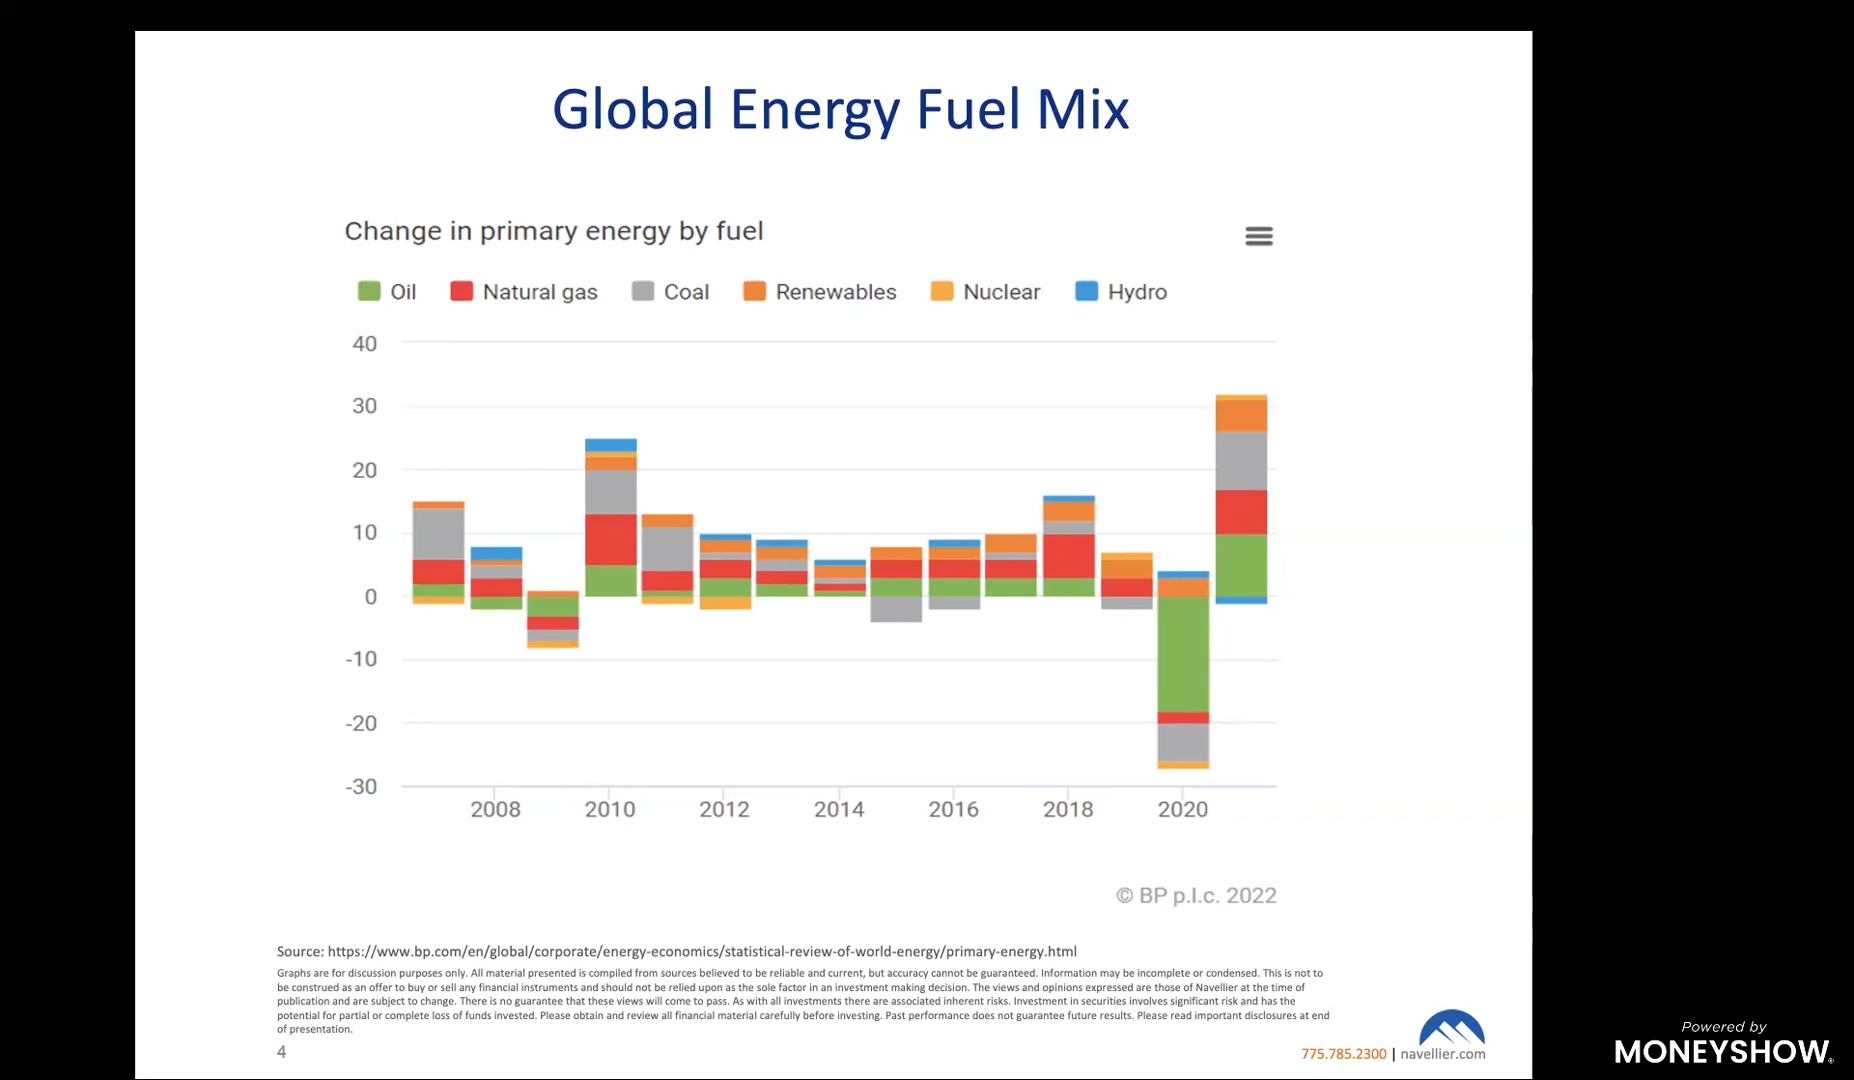 Global Energy Fuel Mix
Change in primary energy by fuel
Oil Natural gas Coal Renewables Nuclear Hydro
40
30
20
10
0
-10
-20
-30
2008 2010 2012 2014 2016 2018 2020
© BP p.l.c. 2022
Source: https://www.bp.com/en/global/corporate/energy-economics/statistical-review-of-world-energy/primary-energy.html
Graphs are for discussion purposes only. All material presented is compiled from sources believed to be reliable and current, but accuracy cannot be guaranteed. Information may be incomplete or condensed. This is not to
be construed as an offer to buy or sell any financial instruments and should not be relied upon as the sole factor in an investment making decision. The views and opinions expressed are those of Navellier at the time of
publication and are subject to change. There is no guarantee that these views will come to pass. As with all investments there are associated inherent risks. Investment in securities involves significant risk and has the
potential for partial or complete loss of funds invested. Please obtain and review all financial material carefully before investing. Past performance does not guarantee future results. Please read important disclosures at end
of presentation.
4
775.785.2300 | navellier.com
Powered by
MONEYSHOW®